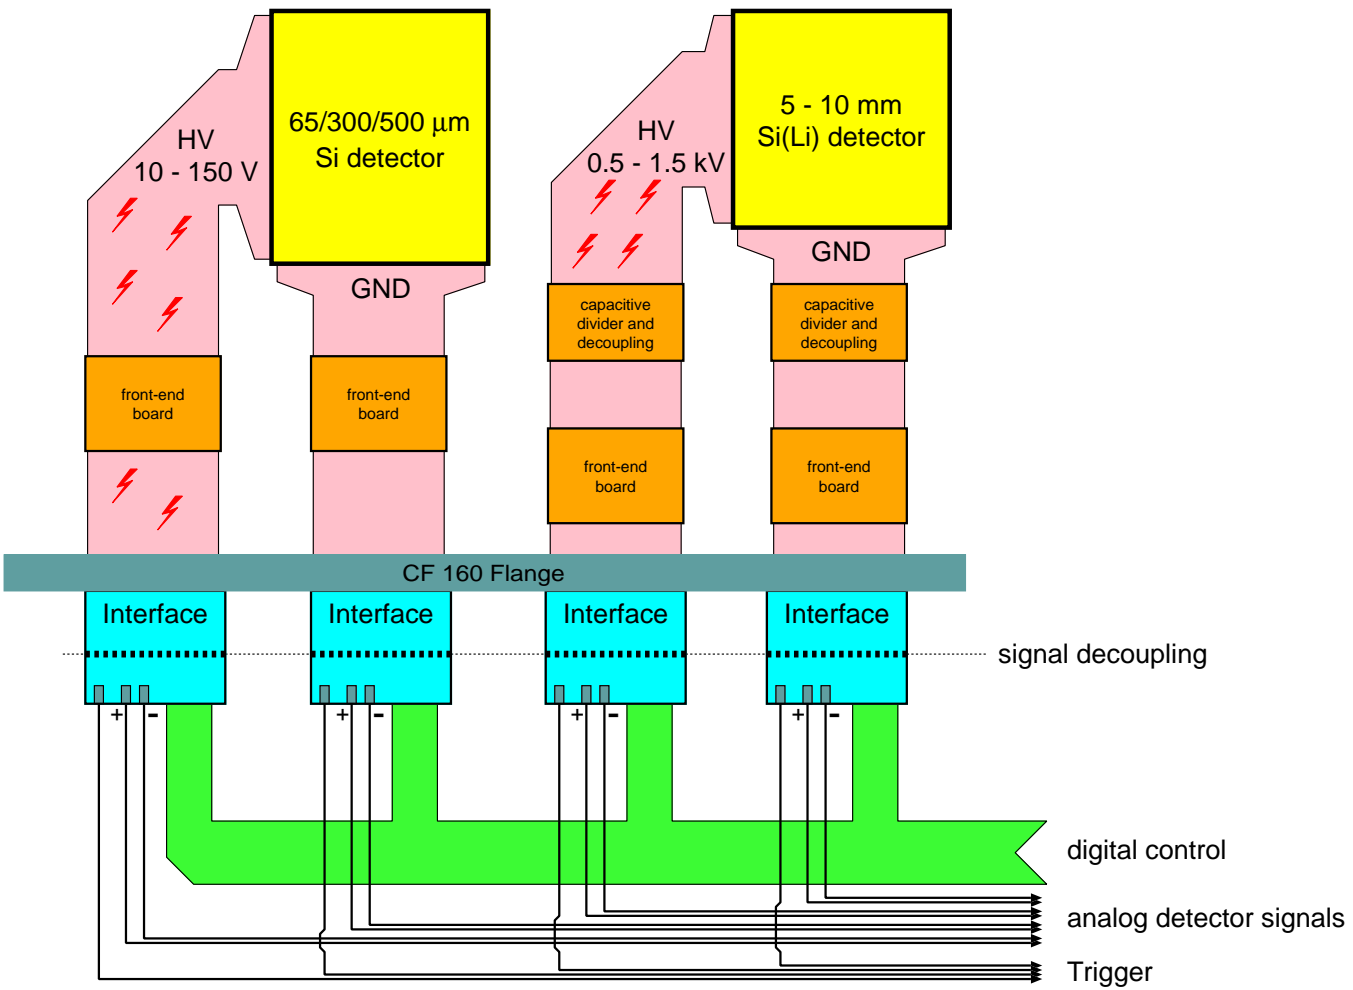 65/300/500 μm
Si detector
HV
10 - 150 V
GND
5 - 10 mm
Si(Li) detector
HV
0.5 - 1.5 kV
GND
capacitive
divider and
decoupling
capacitive
divider and
decoupling
front-end
board
front-end
board
front-end
board
front-end
board
CF 160 Flange
Interface
Interface
Interface
Interface
signal decoupling
+ -
+ -
+ -
+ -
digital control
analog detector signals
Trigger